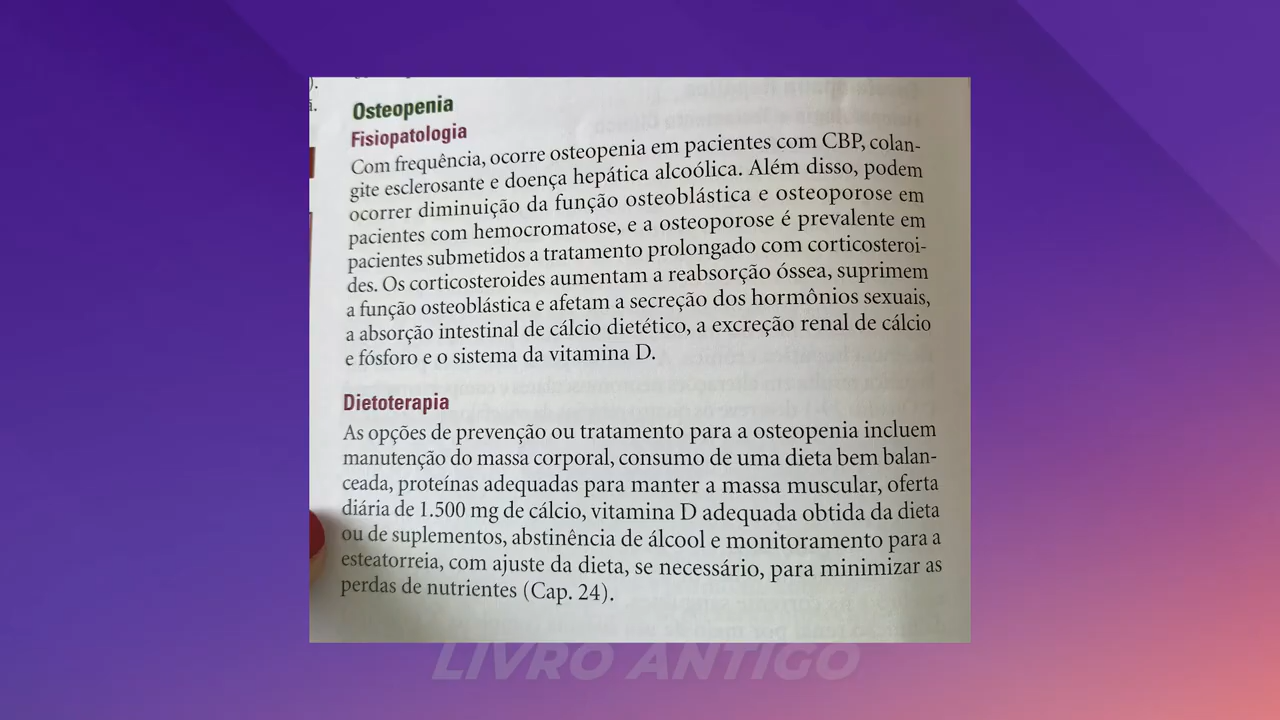 Osteopenia
Fisiopatologia
Com frequência, ocorre osteopenia em pacientes com CBP, colan-
gite esclerosante e doença hepática alcoólica. Além disso, podem
ocorrer diminuição da função osteoblástica e osteoporose em
pacientes com hemocromatose, e a osteoporose é prevalente em
pacientes submetidos a tratamento prolongado com corticosteroi-
des. Os corticosteroides aumentam a reabsorção óssea, suprimem
a função osteoblástica e afetam a secreção dos hormônios sexuais,
a absorção intestinal de cálcio dietético, a excreção renal de cálcio
e fósforo e o sistema da vitamina D.
Dietoterapia
As opções de prevenção ou tratamento para a osteopenia incluem
manutenção do massa corporal, consumo de uma dieta bem balan-
ceada, proteínas adequadas para manter a massa muscular, oferta
diária de 1.500 mg de cálcio, vitamina D adequada obtida da dieta
ou de suplementos, abstinência de álcool e monitoramento para a
esteatorreia, com ajuste da dieta, se necessário, para minimizar as
perdas de nutrientes (Cap. 24).
LIVRO ANTIGO